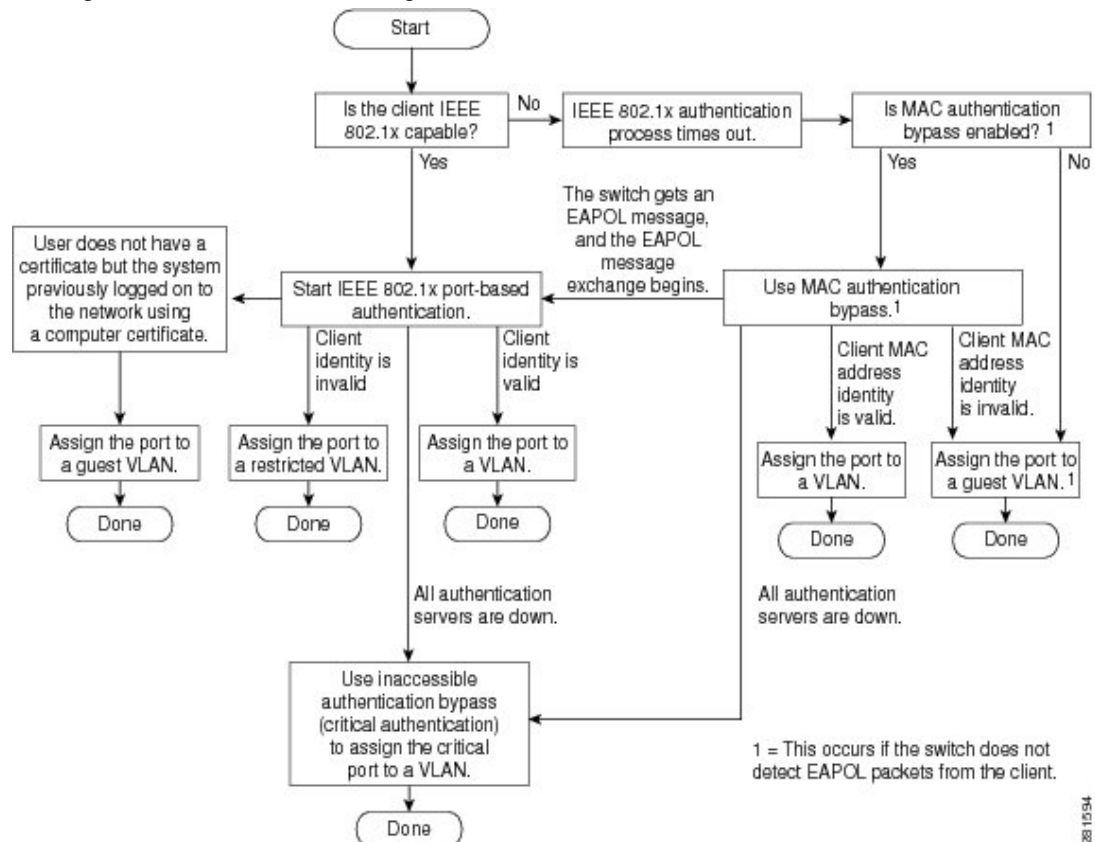 Start
Is the client IEEE
802.1x capable?
No
IEEE 802.1x authentication
process times out.
Is MAC authentication
bypass enabled? 1
Yes
Yes
No
The switch gets an
EAPOL message,
and the EAPOL
message
exchange begins.
User does not have a
certificate but the system
previously logged on to
the network using
a computer certificate.
Start IEEE 802.1x port-based
authentication.
Use MAC authentication
bypass.1
Client
identity is
invalid
Client
identity is
valid
Client MAC
address
identity
is valid.
Client MAC
address
identity
is invalid.
Assign the port to
a guest VLAN.
Assign the port to
a restricted VLAN.
Assign the port to
a VLAN.
Assign the port to
a VLAN.
Assign the port to
a guest VLAN.1
Done
Done
Done
Done
Done
All authentication
servers are down.
All authentication
servers are down.
Use inaccessible
authentication bypass
(critical authentication)
to assign the critical
port to a VLAN.
1 = This occurs if the switch does not
detect EAPOL packets from the client.
Done
281594